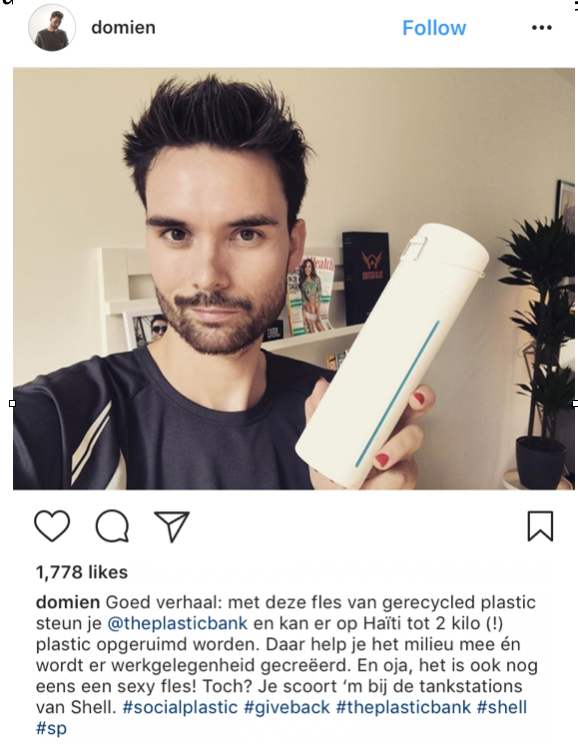 domien
Follow
Health
JBL
1,778 likes
domien Goed verhaal: met deze fles van gerecycled plastic
steun je @theplasticbank en kan er op Haïti tot 2 kilo (!)
plastic opgeruimd worden. Daar help je het milieu mee én
wordt er werkgelegenheid gecreëerd. En oja, het is ook nog
eens een sexy fles! Toch? Je scoort ‘m bij de tankstations
van Shell. #socialplastic #giveback #theplasticbank #shell
#sp